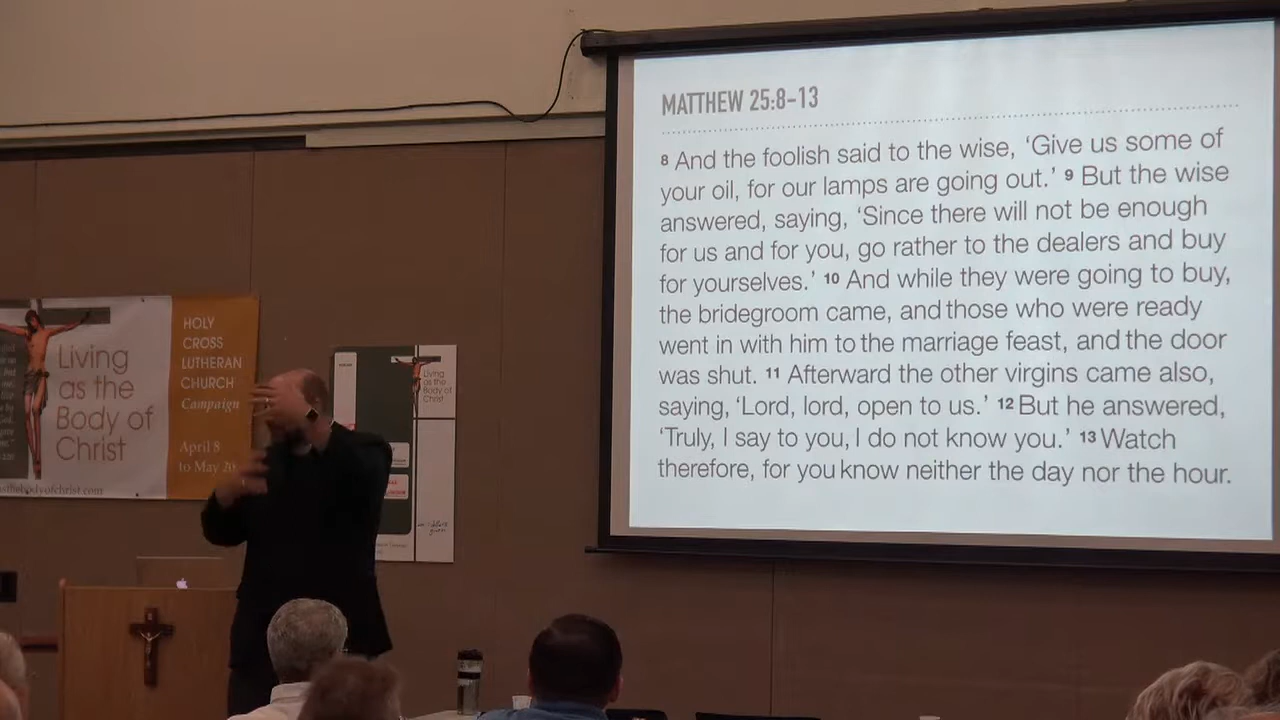 MATTHEW 25:8-13
8 And the foolish said to the wise, ‘Give us some of
your oil, for our lamps are going out.’ 9 But the wise
answered, saying, ‘Since there will not be enough
for us and for you, go rather to the dealers and buy
for yourselves.’ 10 And while they were going to buy,
the bridegroom came, and those who were ready
went in with him to the marriage feast, and the door
was shut. 11 Afterward the other virgins came also,
saying, ‘Lord, lord, open to us.’ 12 But he answered,
‘Truly, I say to you, I do not know you.’ 13 Watch
therefore, for you know neither the day nor the hour.
Living
as the
Body of
Christ
HOLY
CROSS
LUTHERAN
CHURCH
Campaign
April 8
to May
Living
as the
Body of
Christ